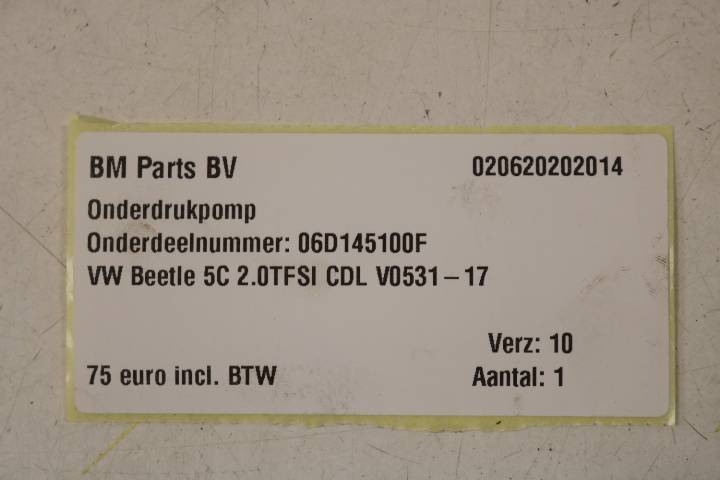 BM Parts BV 020620202014
Onderdrukpomp
Onderdeelnummer: 06D145100F
VW Beetle 5C 2.0TFSI CDL V0531-17
Verz: 10
75 euro incl. BTW Aantal: 1